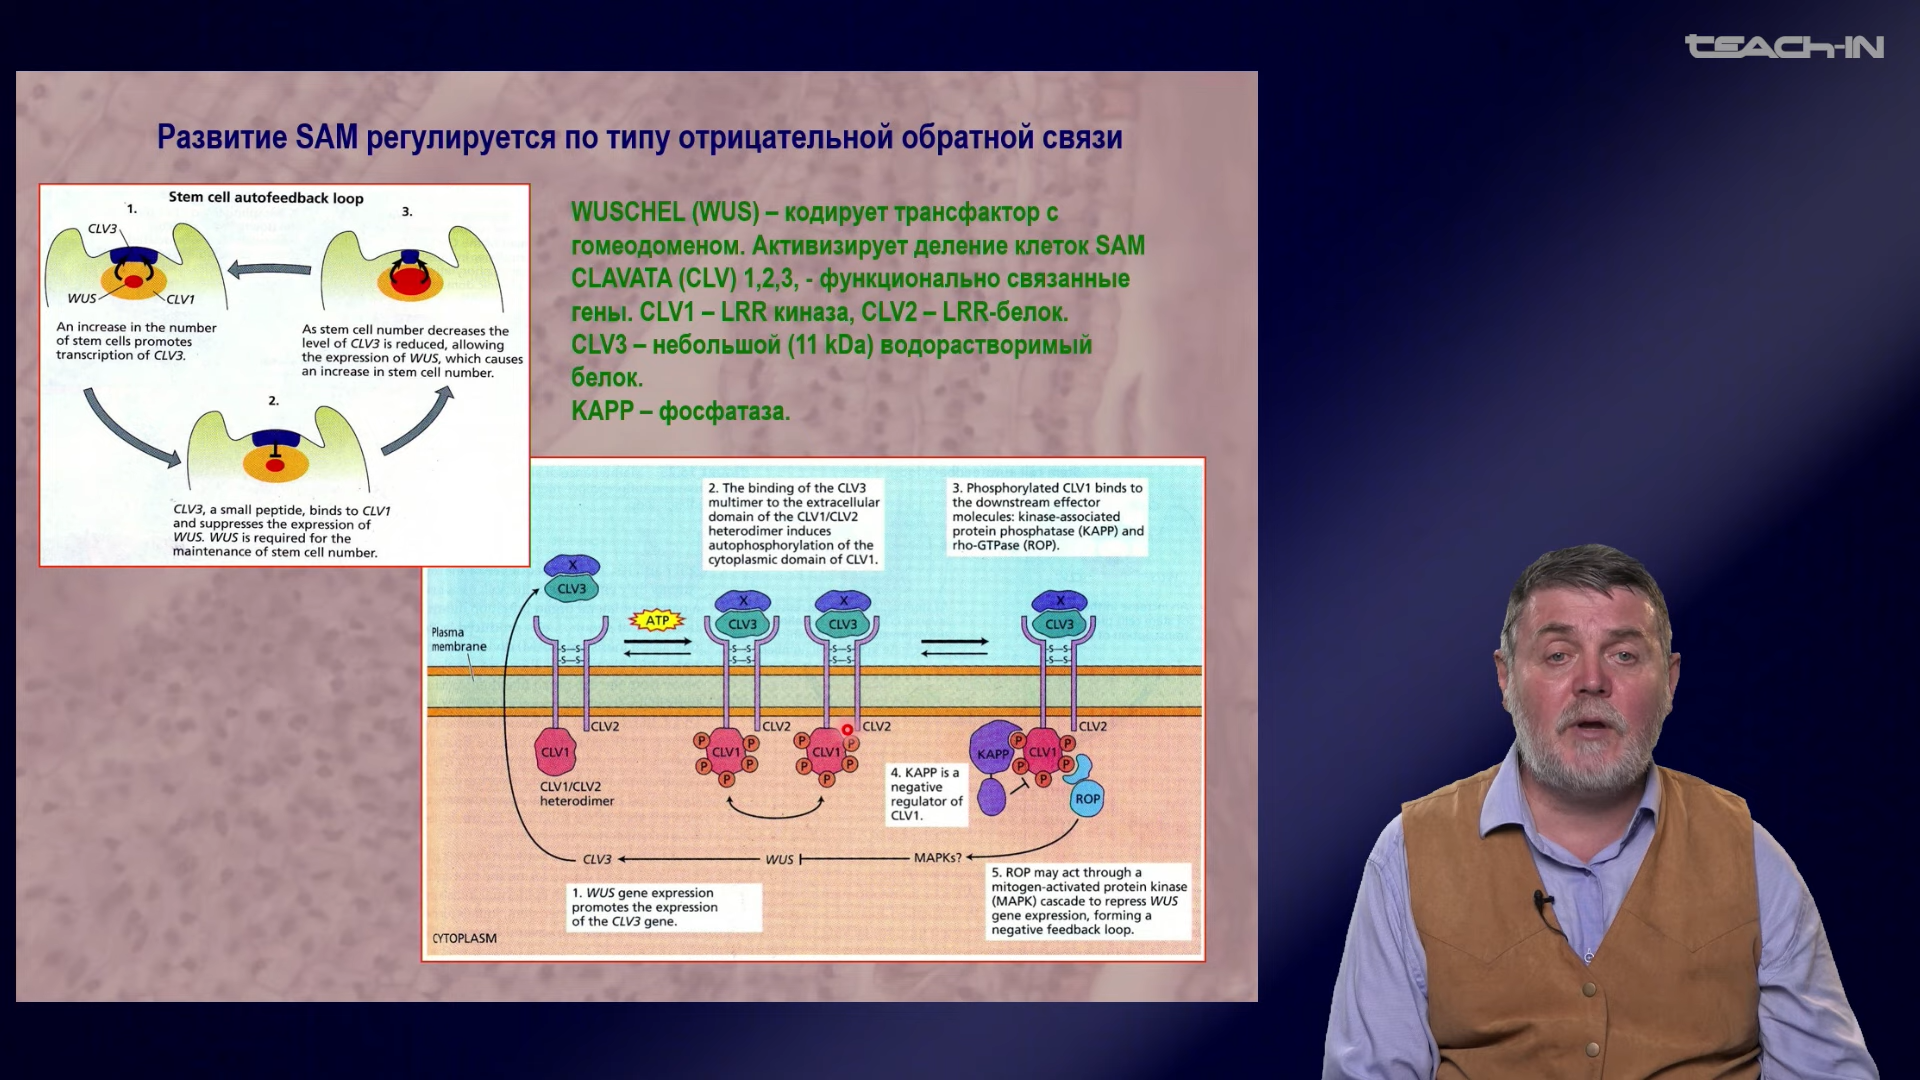 TEACH-IN
Развитие SAM регулируется по типу отрицательной обратной связи
Stem cell autofeedback loop
1.
CLV3
WUS
CLV1
An increase in the number
of stem cells promotes
transcription of CLV3.
3.
As stem cell number decreases the
level of CLV3 is reduced, allowing
the expression of WUS, which causes
an increase in stem cell number.
2.
CLV3, a small peptide, binds to CLV1
and suppresses the expression of
WUS. WUS is required for the
maintenance of stem cell number.
WUSCHEL (WUS) – кодирует трансфактор с
гомеодоменом. Активизирует деление клеток SAM
CLAVATA (CLV) 1,2,3, - функционально связанные
гены. CLV1 – LRR киназа, CLV2 – LRR-белок.
CLV3 – небольшой (11 kDa) водорастворимый
белок.
KAPP – фосфатаза.
2. The binding of the CLV3
multimer to the extracellular
domain of the CLV1/CLV2
heterodimer induces
autophosphorylation of the
cytoplasmic domain of CLV1.
3. Phosphorylated CLV1 binds to
the downstream effector
molecules: kinase-associated
protein phosphatase (KAPP) and
rho-GTPase (ROP).
X
CLV3
ATP
X
CLV3
X
CLV3
X
CLV3
Plasma
membrane
-S—S-
-S—S-
-S—S-
-S—S-
-S—S-
-S—S-
-S—S-
-S—S-
CLV2
CLV2
CLV2
CLV2
CLV1
P
P
CLV1
P
P
P
P
P
CLV1
P
P
P
KAPP
P
P
CLV1
P
P
P
ROP
CLV1/CLV2
heterodimer
4. KAPP is a
negative
regulator of
CLV1.
CLV3
WUS
MAPKs?
1. WUS gene expression
promotes the expression
of the CLV3 gene.
5. ROP may act through a
mitogen-activated protein kinase
(MAPK) cascade to repress WUS
gene expression, forming a
negative feedback loop.
CYTOPLASM